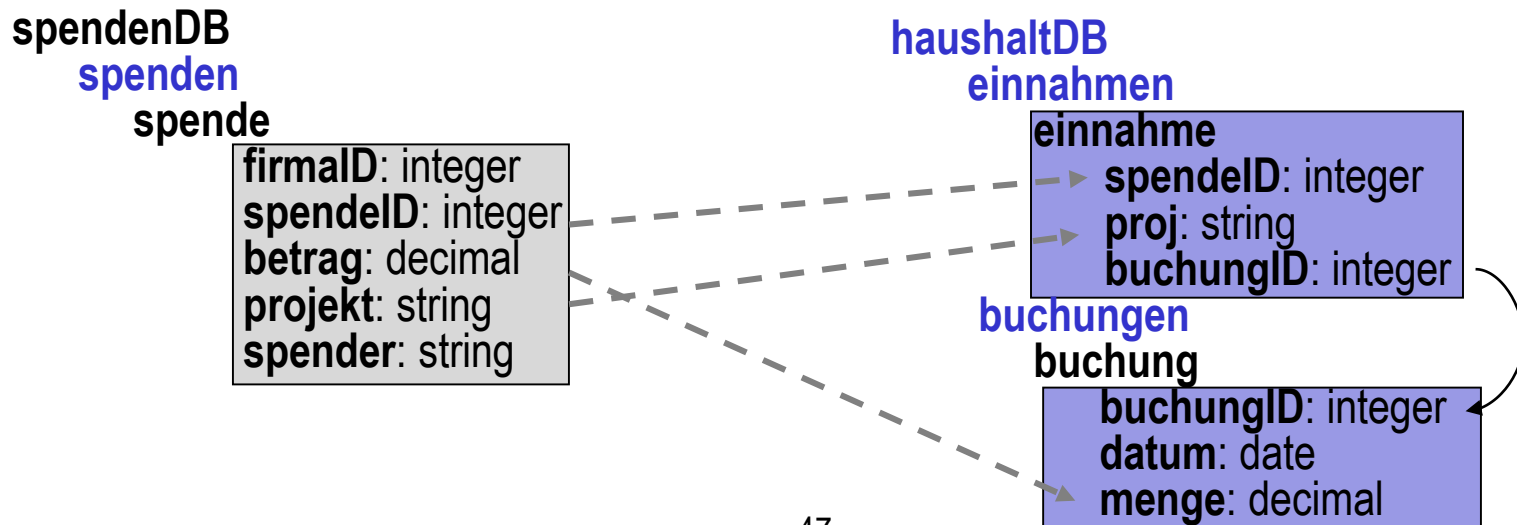 spendenDB
spenden
spende
firmaID: integer
spendeID: integer
betrag: decimal
projekt: string
spender: string
haushaltDB
einnahmen
einnahme
spendeID: integer
proj: string
buchungID: integer
buchungen
buchung
buchungID: integer
datum: date
menge: decimal